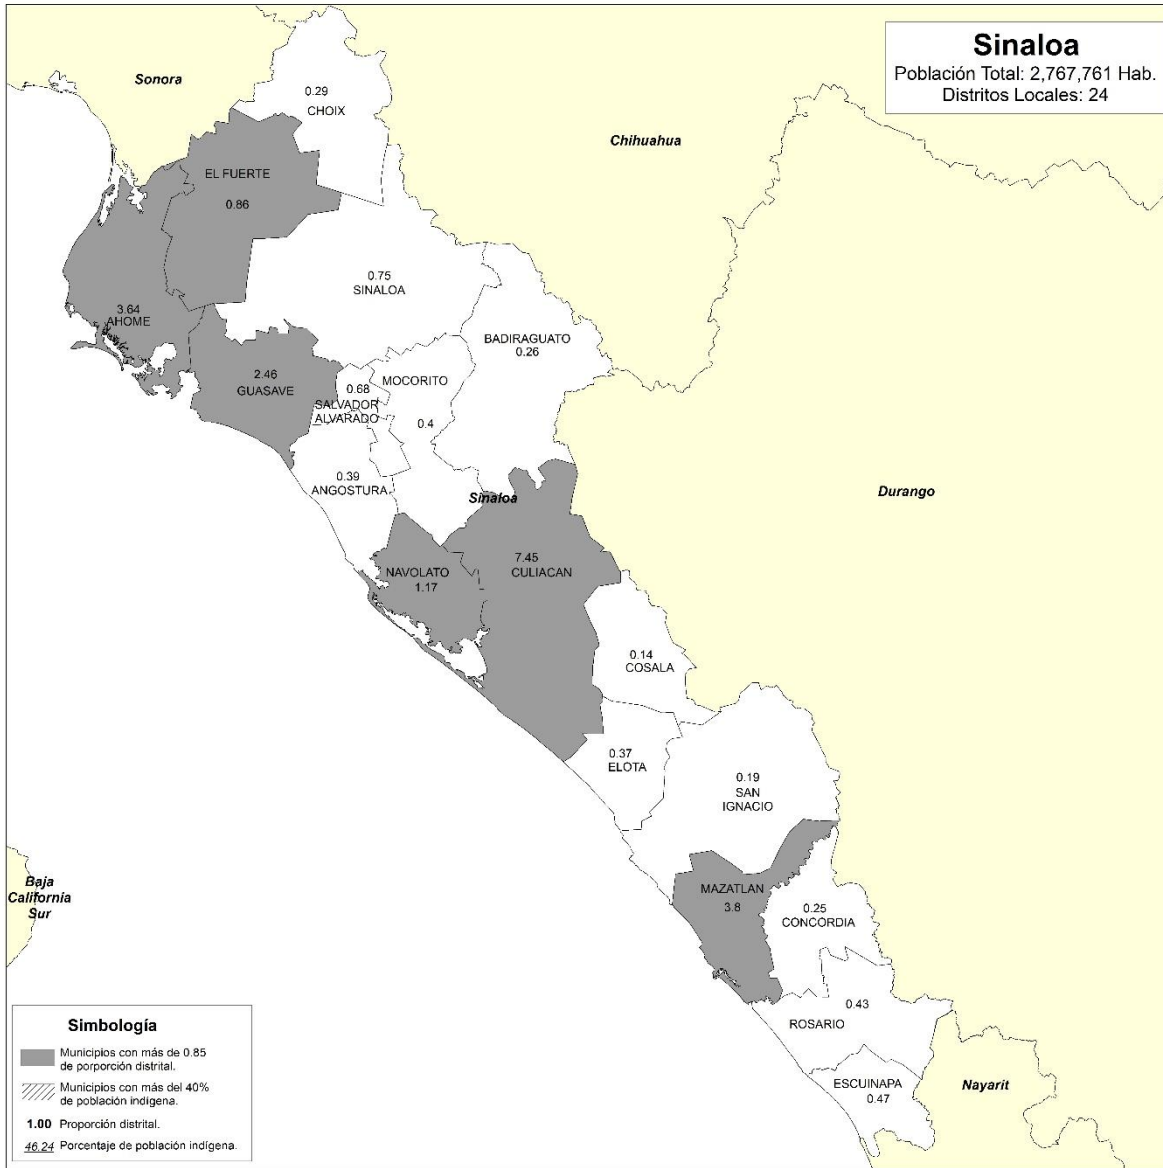 Sinaloa
Población Total: 2,767,761 Hab.
Distritos Locales: 24
Sonora
0.29
CHOIX
Chihuahua
EL FUERTE
0.86
0.75
SINALOA
3.64
AHOME
BADIRAGUATO
0.26
2.46
GUASAVE
MOCORITO
0.68
SALVADOR
ALVARADO
0.4
0.39
ANGOSTURA
Sinaloa
Durango
7.45
CULIACAN
NAVOLATO
1.17
0.14
COSALA
0.37
ELOTA
0.19
SAN
IGNACIO
Baja
California
Sur
MAZATLAN
3.8
0.25
CONCORDIA
0.43
ROSARIO
ESCUINAPA
0.47
Nayarit
Simbología
Municipios con más de 0.85
de porporción distrital.
Municipios con más del 40%
de población indígena.
1.00 Proporción distrital.
46.24 Porcentaje de población indígena.